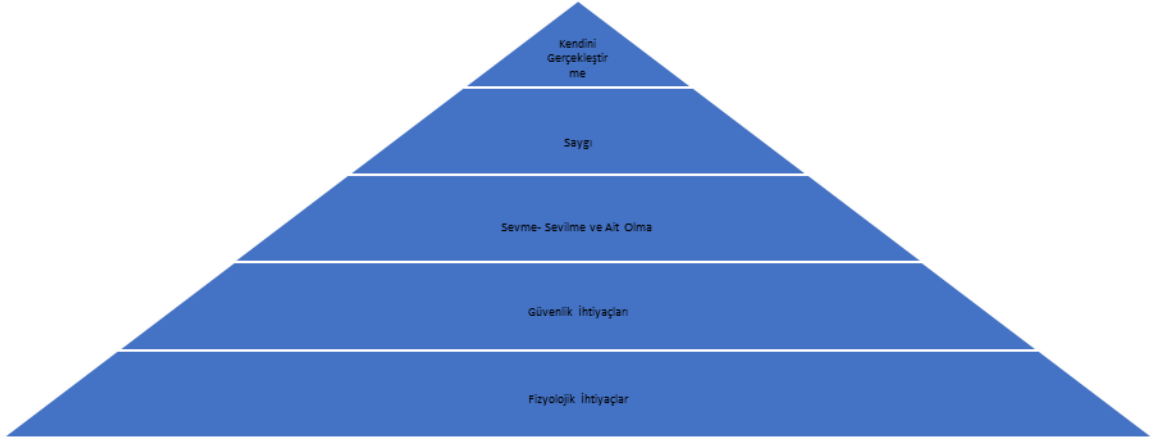 Kendini
Gerçekleştir
me
Saygı
Sevme- Sevilme ve Ait Olma
Güvenlik İhtiyaçları
Fizyolojik İhtiyaçlar